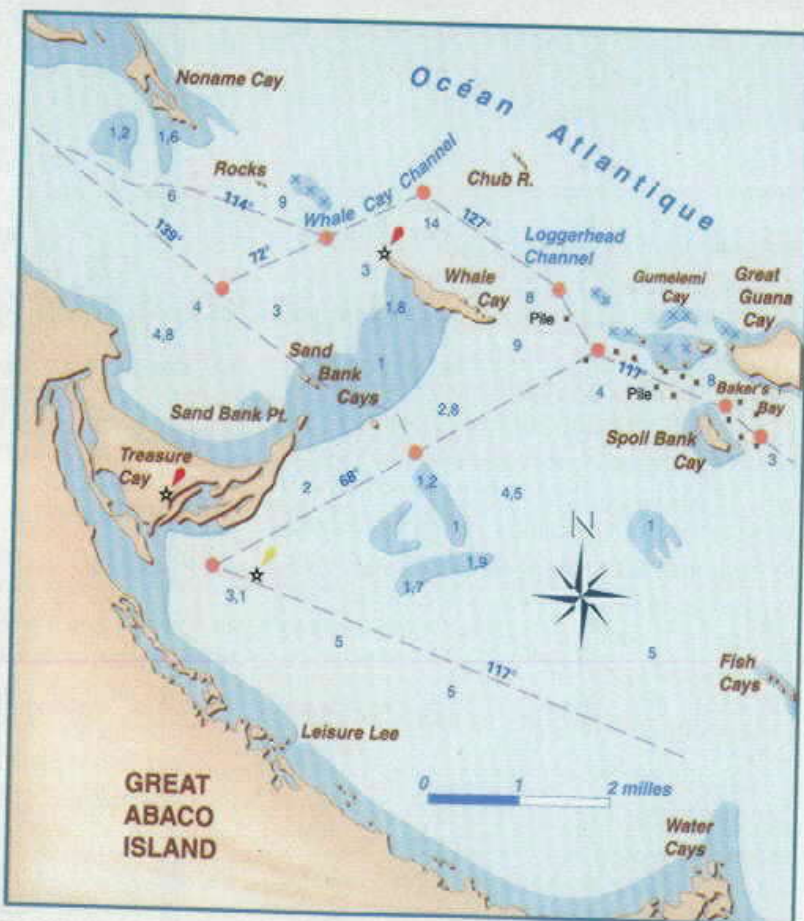 Noname Cay
Océan Atlantique
1,2
1,6
Rocks
Chub R.
6
114°
9
Whale Cay Channel
139°
14
127°
72°
Loggerhead
Channel
3
Whale
Cay
Gumelemi
Cay
Great
Guana
Cay
4
3
8
1,8
Pile
4,8
9
Sand
Bank
Cays
1
117°
8
4
Pile
Baker's
Bay
Sand Bank Pt.
2,8
Spoil Bank
Cay
3
Treasure
Cay
2
68°
1,2
4,5
N
1
1
1,9
1,7
3,1
5
5
117°
5
Fish
Cays
Leisure Lee
GREAT
ABACO
ISLAND
0 1 2 milles
Water
Cays